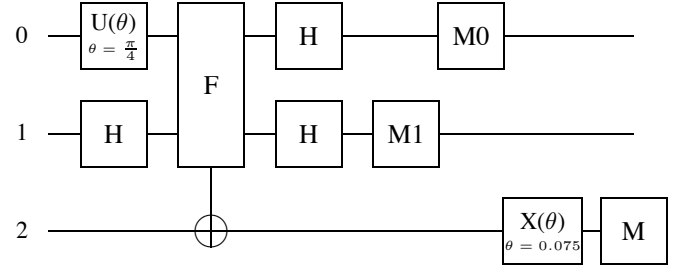 0 U(θ) H M0
θ = π/4
F
1 H H M1
2 X(θ) M
θ = 0.075